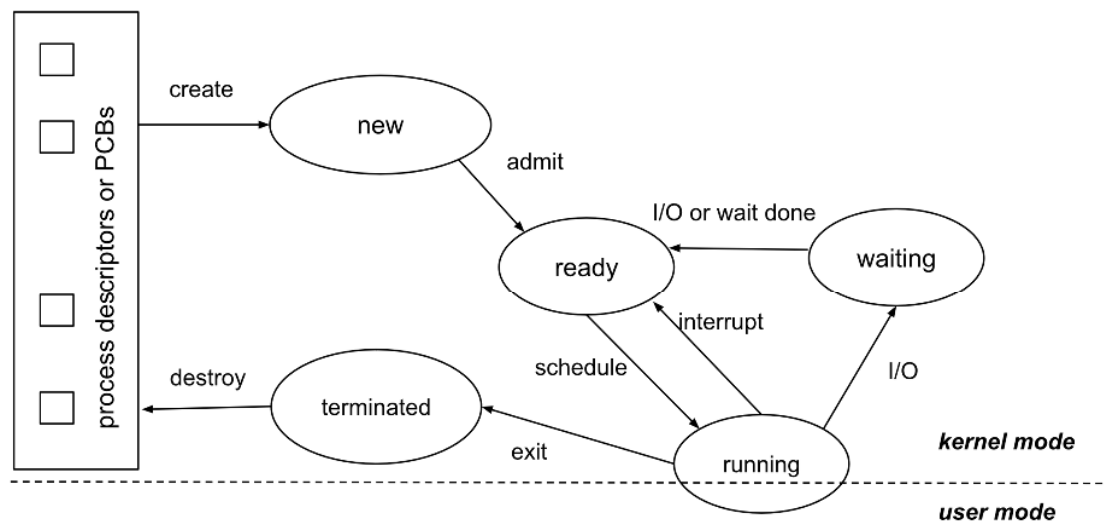 process descriptors or PCBs
create
new
admit
I/O or wait done
ready
waiting
interrupt
schedule
I/O
destroy
terminated
exit
running
kernel mode
user mode